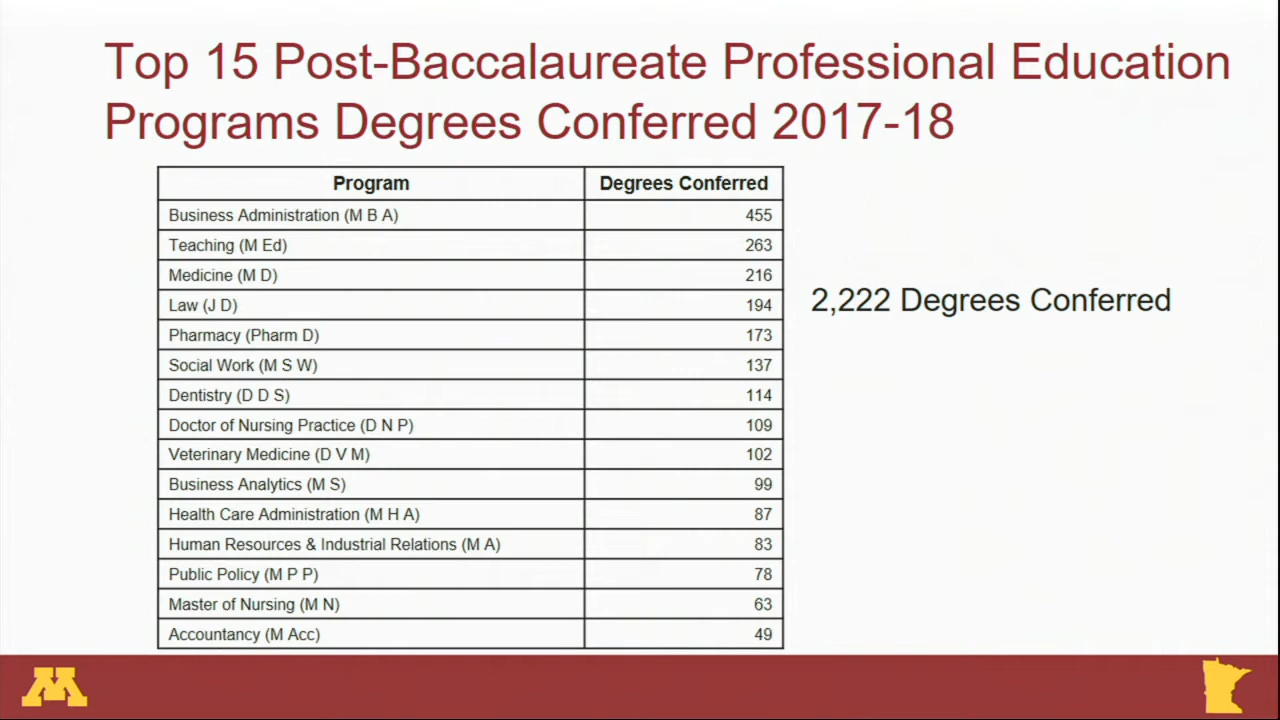 Top 15 Post-Baccalaureate Professional Education
Programs Degrees Conferred 2017-18
Program Degrees Conferred
Business Administration (M B A) 455
Teaching (M Ed) 263
Medicine (M D) 216
Law (J D) 194
Pharmacy (Pharm D) 173
Social Work (M S W) 137
Dentistry (D D S) 114
Doctor of Nursing Practice (D N P) 109
Veterinary Medicine (D V M) 102
Business Analytics (M S) 99
Health Care Administration (M H A) 87
Human Resources & Industrial Relations (M A) 83
Public Policy (M P P) 78
Master of Nursing (M N) 63
Accountancy (M Acc) 49
2,222 Degrees Conferred
M